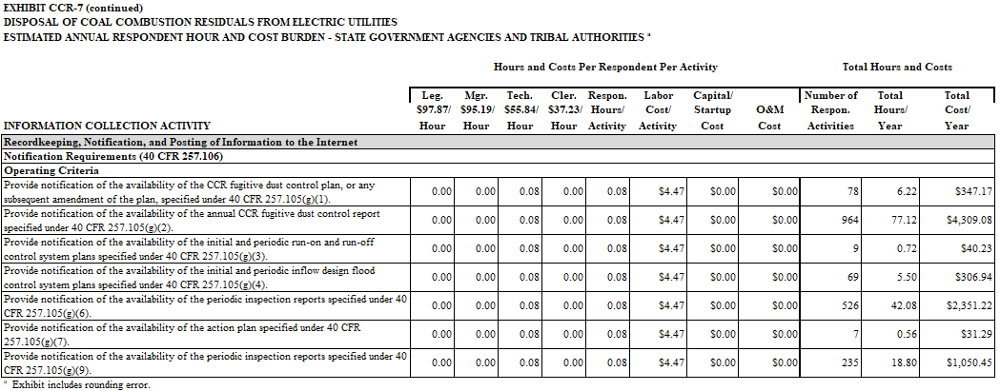 EXHIBIT CCR-7 (continued)
DISPOSAL OF COAL COMBUSTION RESIDUALS FROM ELECTRIC UTILITIES
ESTIMATED ANNUAL RESPONDENT HOUR AND COST BURDEN - STATE GOVERNMENT AGENCIES AND TRIBAL AUTHORITIES ª
Hours and Costs Per Respondent Per Activity Total Hours and Costs
Leg. Mgr. Tech. Cler. Respon. Labor Capital/ Number of Total Total
$97.87/ $95.19/ $55.84/ $37.23/ Hours/ Cost/ Startup O&M Respon. Hours/ Cost/
INFORMATION COLLECTION ACTIVITY Hour Hour Hour Hour Activity Activity Cost Cost Activities Year Year
Recordkeeping, Notification, and Posting of Information to the Internet
Notification Requirements (40 CFR 257.106)
Operating Criteria
Provide notification of the availability of the CCR fugitive dust control plan, or any
subsequent amendment of the plan, specified under 40 CFR 257.105(g)(1). 0.00 0.00 0.08 0.00 0.08 $4.47 $0.00 $0.00 78 6.22 $347.17
Provide notification of the availability of the annual CCR fugitive dust control report
specified under 40 CFR 257.105(g)(2). 0.00 0.00 0.08 0.00 0.08 $4.47 $0.00 $0.00 964 77.12 $4,309.08
Provide notification of the availability of the initial and periodic run-on and run-off
control system plans specified under 40 CFR 257.105(g)(3). 0.00 0.00 0.08 0.00 0.08 $4.47 $0.00 $0.00 9 0.72 $40.23
Provide notification of the availability of the initial and periodic inflow design flood
control system plans specified under 40 CFR 257.105(g)(4). 0.00 0.00 0.08 0.00 0.08 $4.47 $0.00 $0.00 69 5.50 $306.94
Provide notification of the availability of the periodic inspection reports specified under 40
CFR 257.105(g)(6). 0.00 0.00 0.08 0.00 0.08 $4.47 $0.00 $0.00 526 42.08 $2,351.22
Provide notification of the availability of the action plan specified under 40 CFR
257.105(g)(7). 0.00 0.00 0.08 0.00 0.08 $4.47 $0.00 $0.00 7 0.56 $31.29
Provide notification of the availability of the periodic inspection reports specified under 40
CFR 257.105(g)(9). 0.00 0.00 0.08 0.00 0.08 $4.47 $0.00 $0.00 235 18.80 $1,050.45
ª Exhibit includes rounding error.